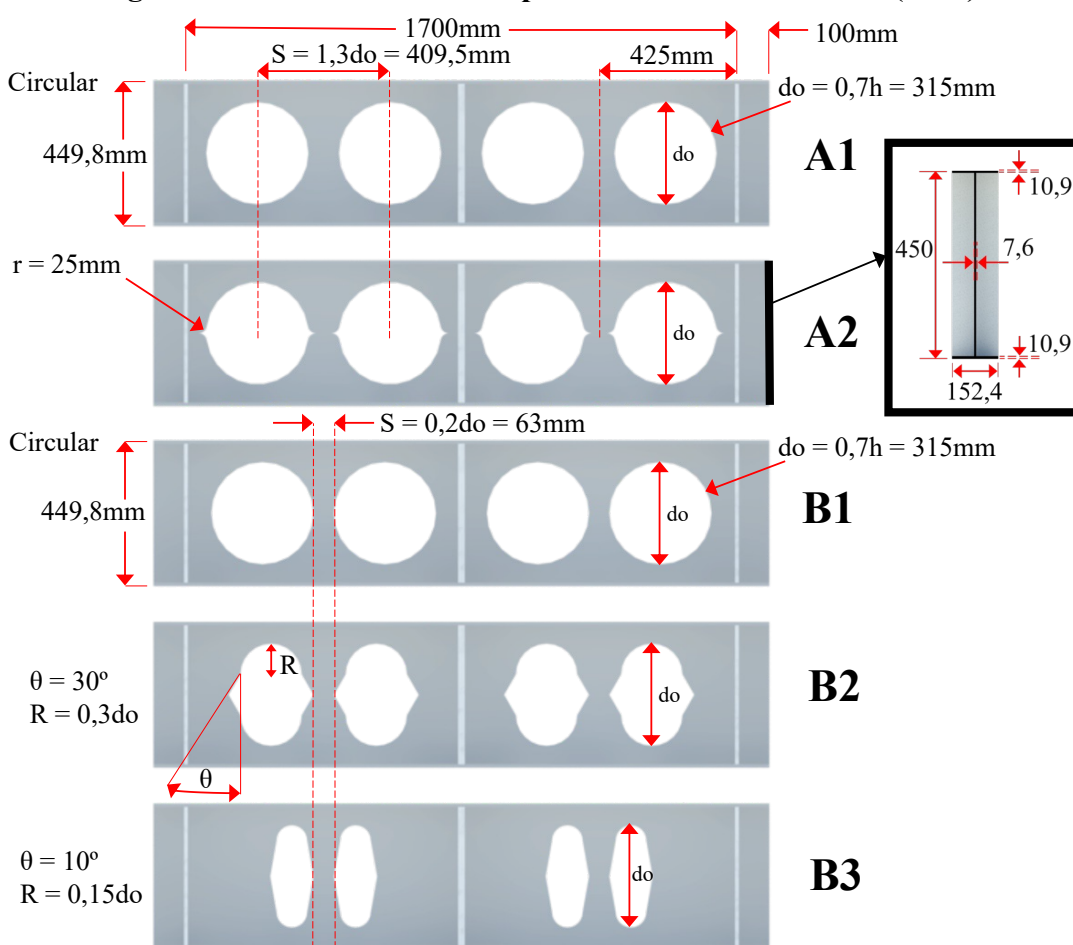 1700mm
100mm
S = 1,3do = 409,5mm
425mm
Circular
do = 0,7h = 315mm
449,8mm
do
A1
10,9
r = 25mm
450
7,6
do
A2
10,9
152,4
S = 0,2do = 63mm
Circular
do = 0,7h = 315mm
449,8mm
do
B1
R
θ = 30º
R = 0,3do
do
B2
θ
θ = 10º
R = 0,15do
do
B3